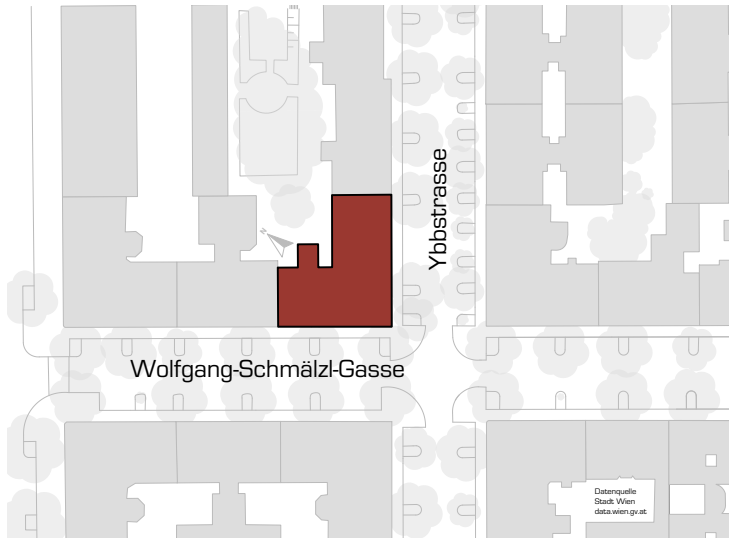 N
Ybbstrasse
Wolfgang-Schmälzl-Gasse
Datenquelle
Stadt Wien
data.wien.gv.at